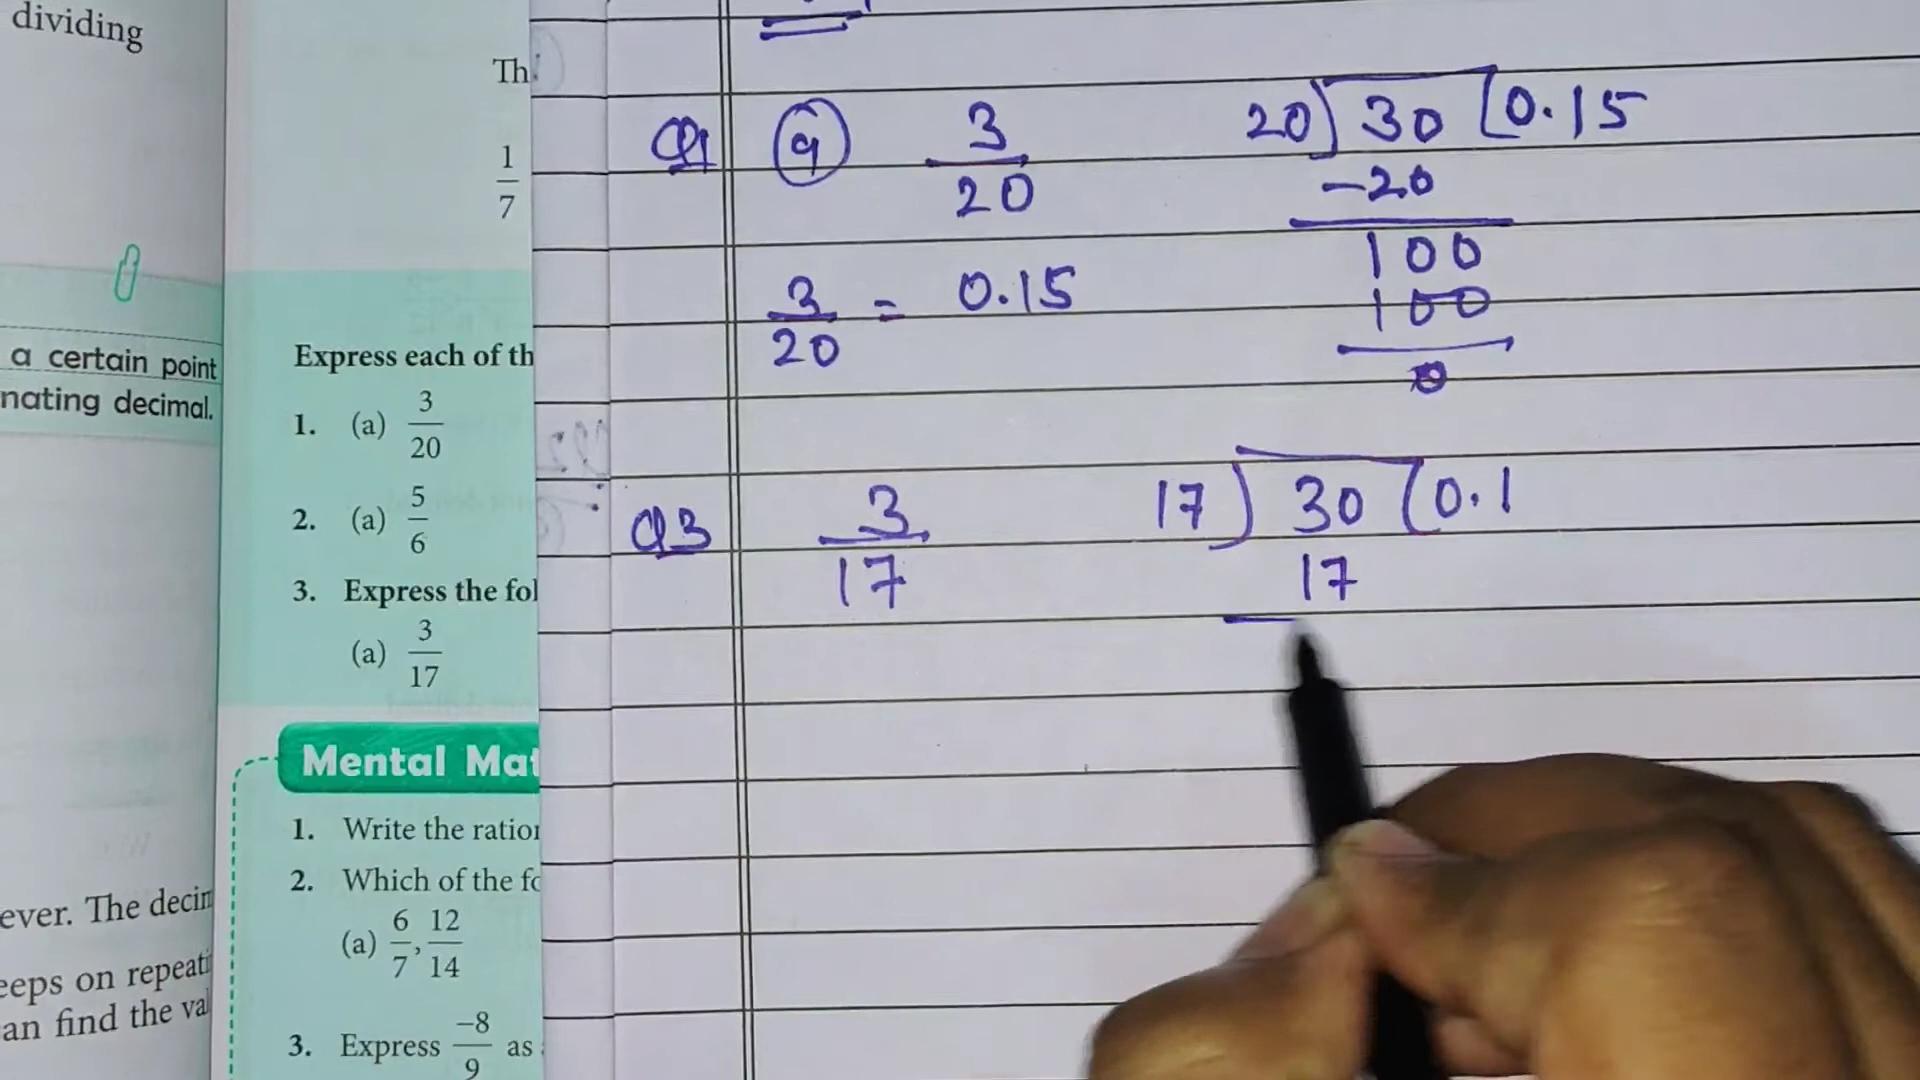 dividing
a certain point
nating decimal.
ever. The decin
eeps on repeati
an find the val
Th
1
7
Express each of th
1. (a) 3
20
2. (a) 5
6
3. Express the fol
(a) 3
17
Mental Mat
1. Write the ration
2. Which of the fo
(a) 6 , 12
7 14
3. Express -8 as
9
Q1 (a) 3
20
3 = 0.15
20
20) 30 (0.15
-20
100
100
0
Q3 3
17
17) 30 (0.1
17